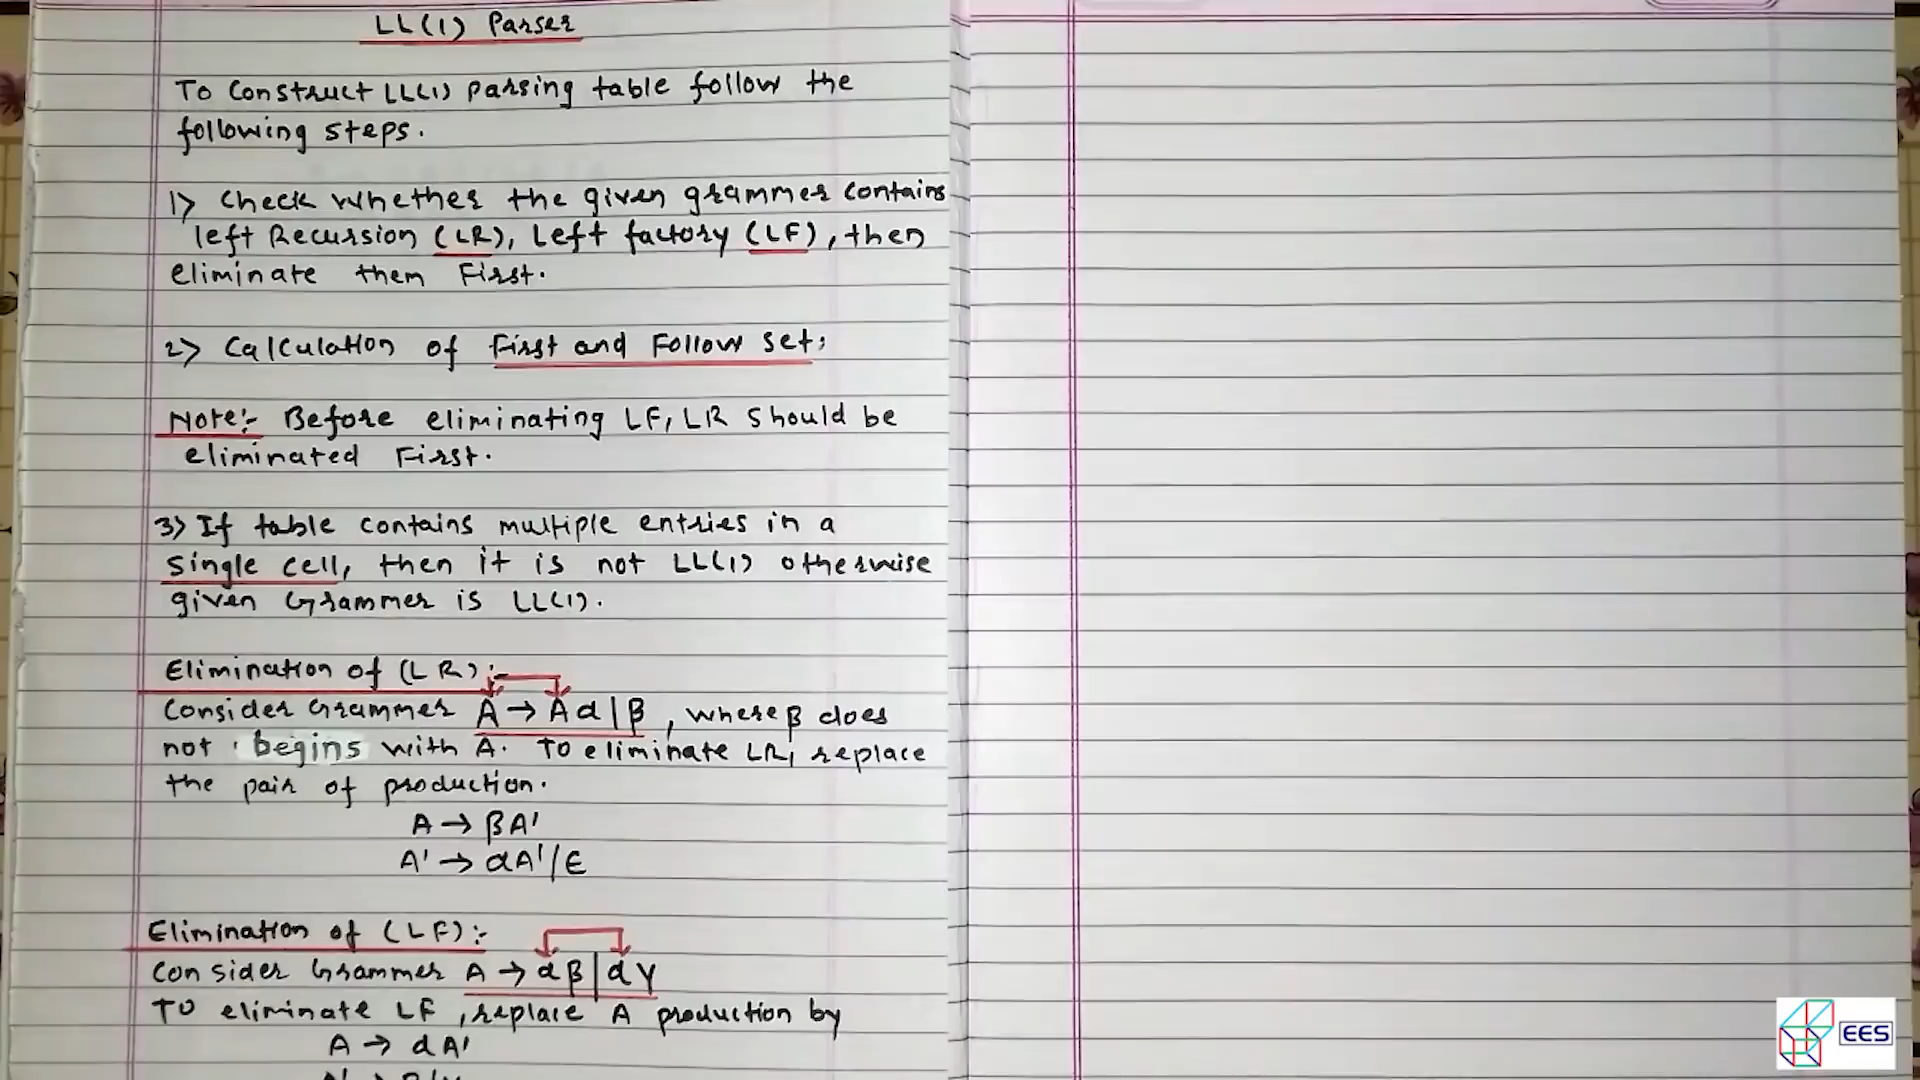 LL(1) Parser
To Construct LL(1) parsing table follow the
following steps.
1) Check whether the given grammer contains
left Recursion (LR), Left factory (LF), then
eliminate them First.
2) Calculation of First and Follow set:
Note:- Before eliminating LF, LR should be
eliminated First.
3) If table contains multiple entries in a
single cell, then it is not LL(1) otherwise
given Grammer is LL(1).
Elimination of (LR):-
Consider Grammer A → Aα | β, where β does
not begins with A. To eliminate LR, replace
the pair of production.
A → βA'
A' → αA'/ε
Elimination of (LF):-
Consider Grammer A → αβ | αγ
To eliminate LF, replace A production by
A → αA'
A' → β/γ
EES